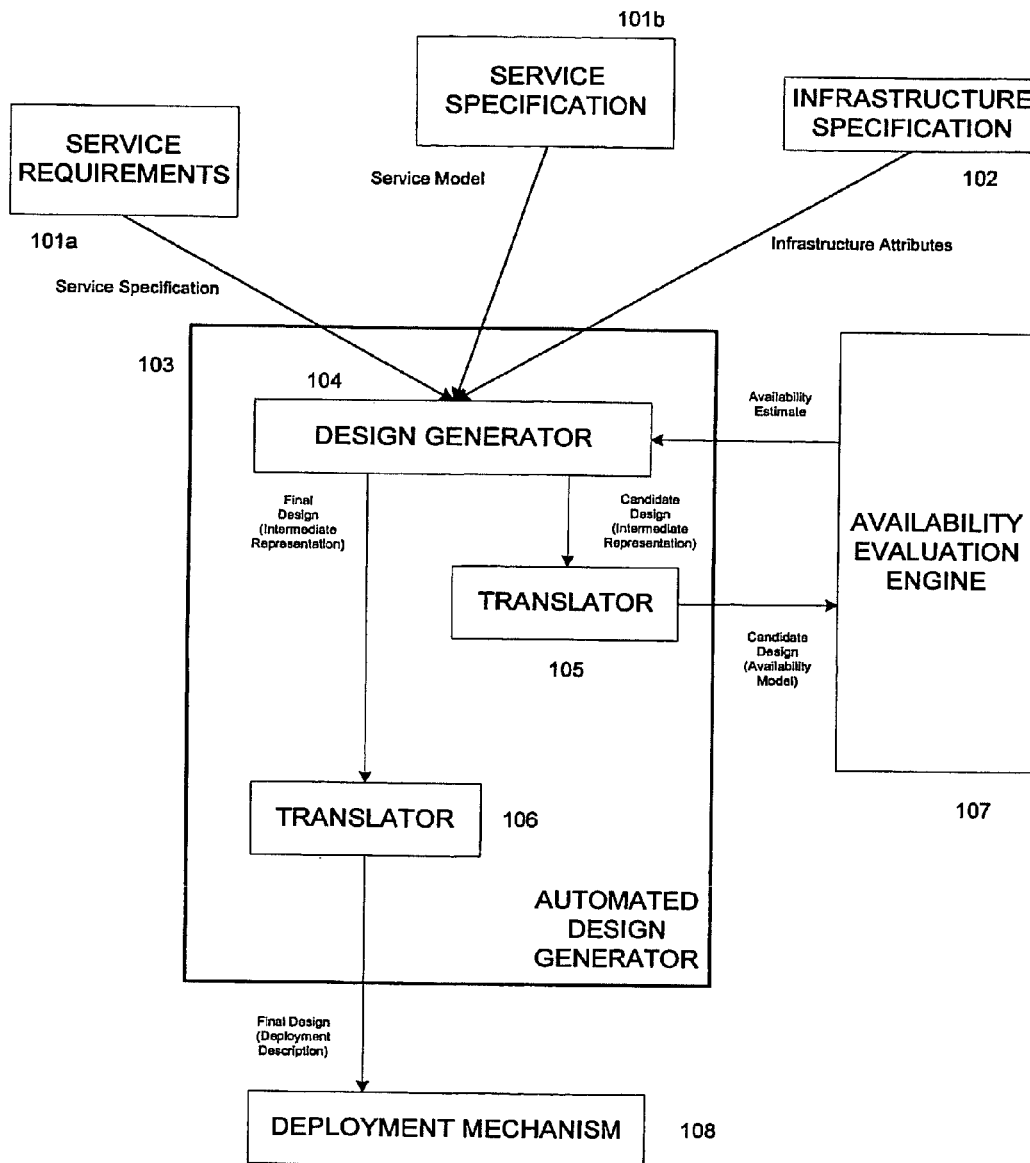 101b
SERVICE
SPECIFICATION
INFRASTRUCTURE
SPECIFICATION
SERVICE
REQUIREMENTS
Service Model
102
101a
Infrastructure Attributes
Service Specification
103
104
Availability
Estimate
DESIGN GENERATOR
Final
Design
(Intermediate
Representation)
Candidate
Design
(Intermediate
Representation)
AVAILABILITY
EVALUATION
ENGINE
TRANSLATOR
105
Candidate
Design
(Availability
Model)
TRANSLATOR
106
107
AUTOMATED
DESIGN
GENERATOR
Final Design
(Deployment
Description)
DEPLOYMENT MECHANISM
108